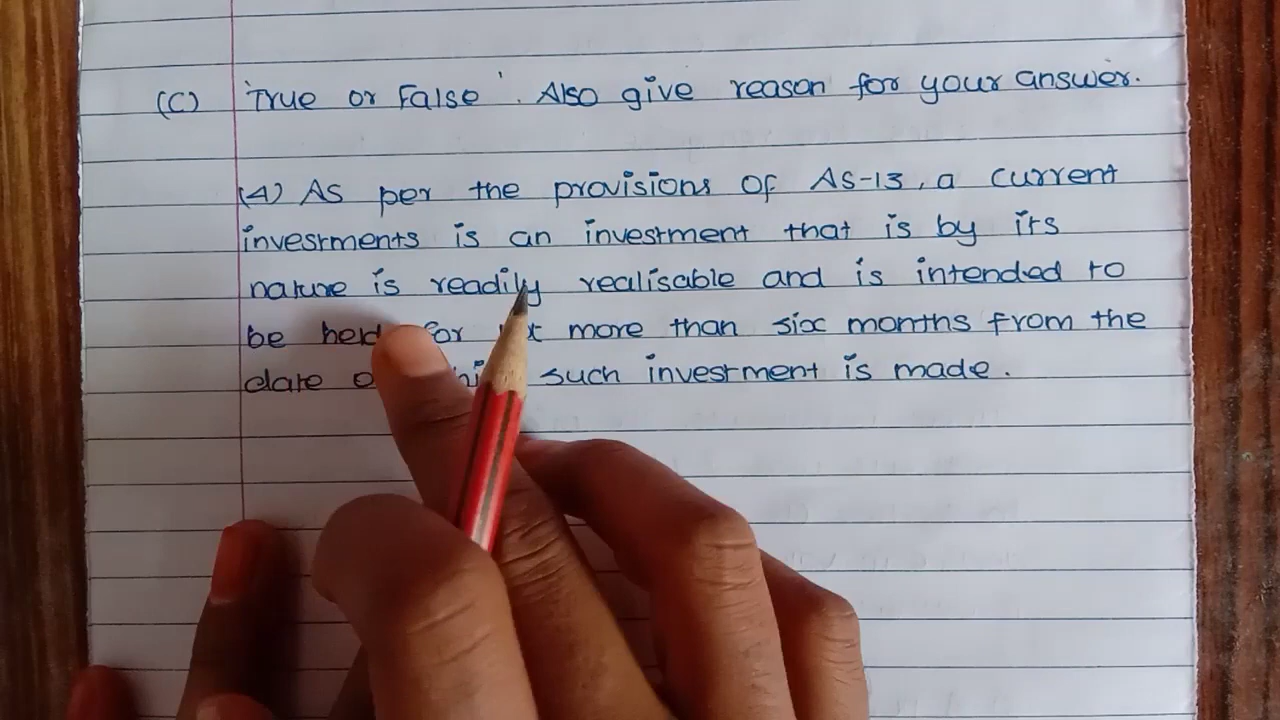 (C) 'True or False'. Also give reason for your answer.
(4) As per the provisions of AS-13, a current
investments is an investment that is by its
nature is readily realisable and is intended to
be held for more than six months from the
date such investment is made.